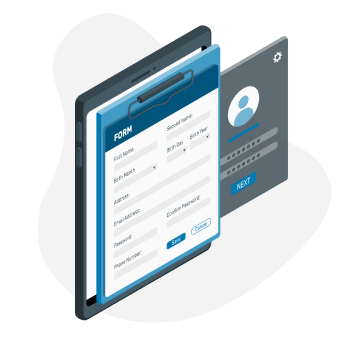 FORM
First Name:
Second Name:
Birth Month
Birth Day
Birth Year
Address:
Email Address:
Password:
Confirm Password:
Phone Number:
Save
Cancel
NEXT